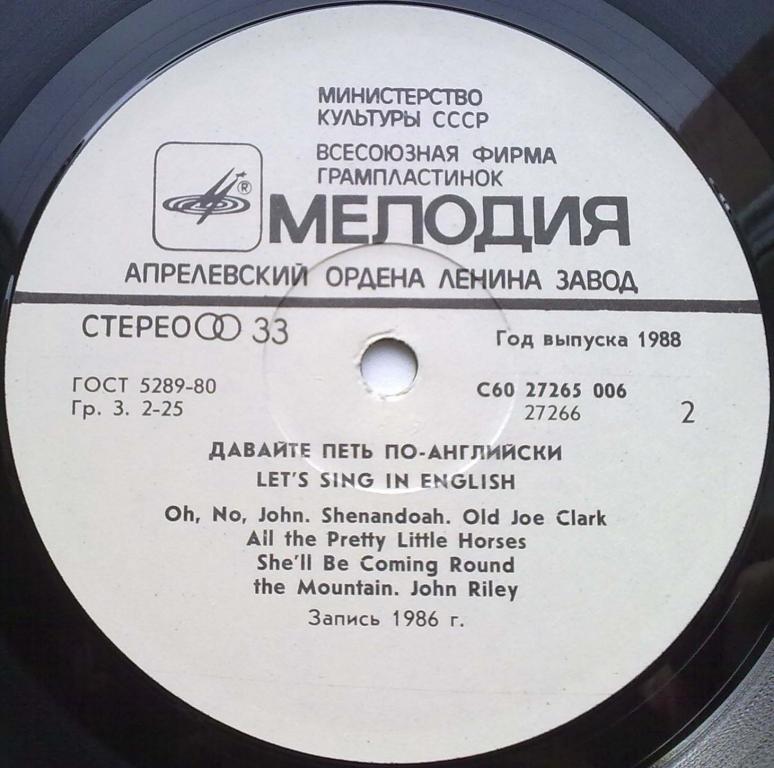 МИНИСТЕРСТВО
КУЛЬТУРЫ СССР
ВСЕСОЮЗНАЯ ФИРМА
ГРАМПЛАСТИНОК
®
МЕЛОДИЯ
АПРЕЛЕВСКИЙ ОРДЕНА ЛЕНИНА ЗАВОД
СТЕРЕО 33
Год выпуска 1988
ГОСТ 5289-80
Гр. 3. 2-25
С60 27265 006
27266
2
ДАВАЙТЕ ПЕТЬ ПО-АНГЛИЙСКИ
LET'S SING IN ENGLISH
Oh, No, John. Shenandoah. Old Joe Clark
All the Pretty Little Horses
She'll Be Coming Round
the Mountain. John Riley
Запись 1986 г.